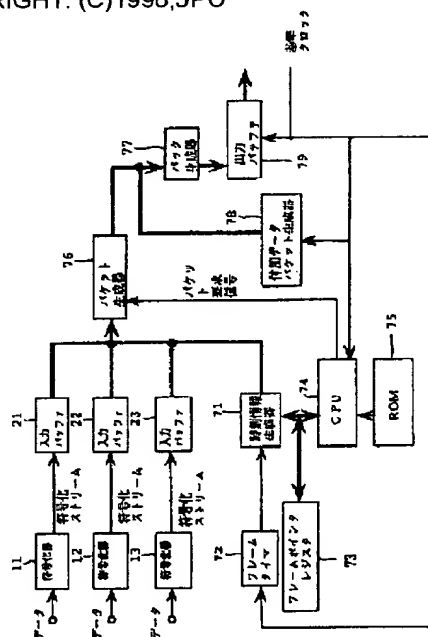 RIGHT: (C)1998,JPO
データ
11
符号化器
符号化
ストリーム
21
入力
バッファ
データ
12
符号化器
符号化
ストリーム
22
入力
バッファ
データ
13
符号化器
符号化
ストリーム
23
入力
バッファ
76
パケット
生成器
77
パック
生成器
出力
バッファ
79
78
付加データ
パケット生成器
パケット
要求
信号
基準
クロック
72
フレーム
タイマ
71
時刻情報
生成器
74
CPU
75
ROM
フレームポインタ
レジスタ
73